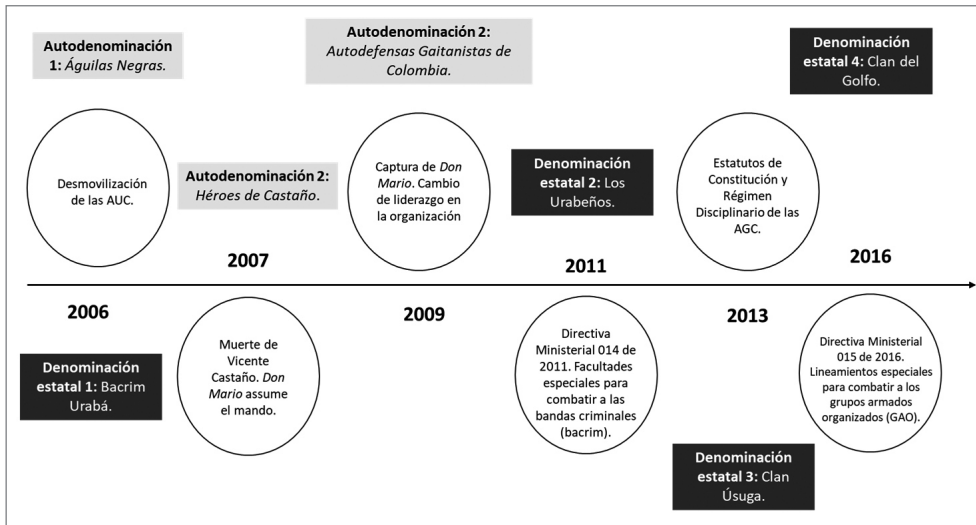 Autodenominación
1: Águilas Negras.
Desmovilización
de las AUC.
2006
Denominación
estatal 1: Bacrim
Urabá.
Autodenominación 2:
Héroes de Castaño.
2007
Muerte de
Vicente
Castaño. Don
Mario assume
el mando.
Autodenominación 2:
Autodefensas Gaitanistas de
Colombia.
Captura de Don
Mario. Cambio
de liderazgo en
la organización
2009
Denominación
estatal 2: Los
Urabeños.
2011
Directiva
Ministerial 014 de
2011. Facultades
especiales para
combatir a las
bandas criminales
(bacrim).
Estatutos de
Constitución y
Régimen
Disciplinario de las
AGC.
2013
Denominación
estatal 3: Clan
Úsuga.
Denominación
estatal 4: Clan del
Golfo.
2016
Directiva Ministerial
015 de 2016.
Lineamientos especiales
para combatir a los
grupos armados
organizados (GAO).